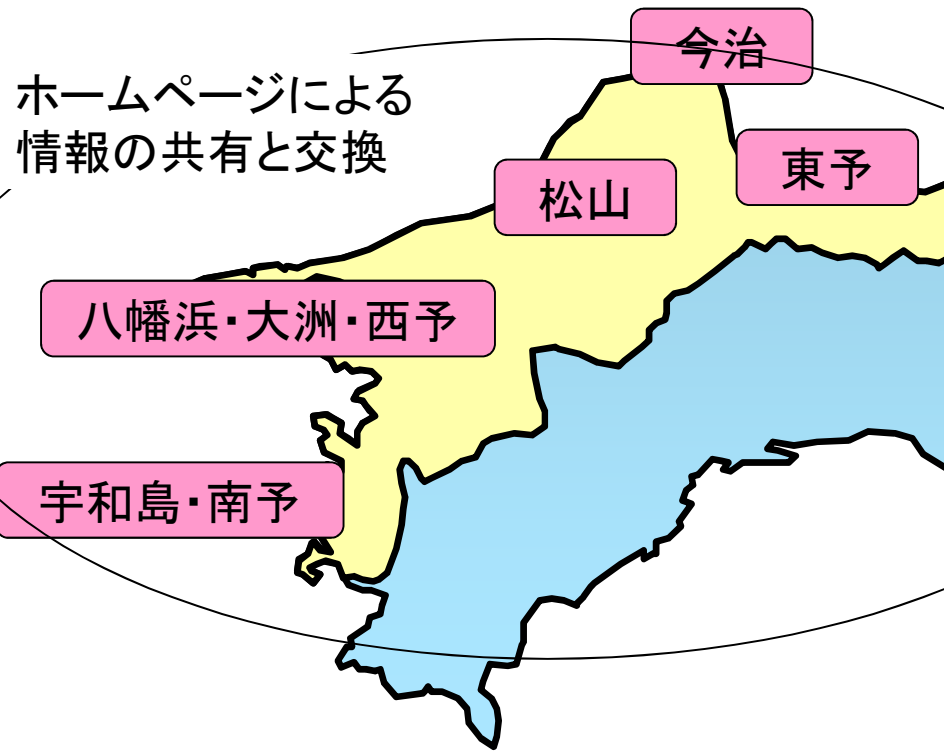 今治
ホームページによる
情報の共有と交換
東予
松山
八幡浜・大洲・西予
宇和島・南予